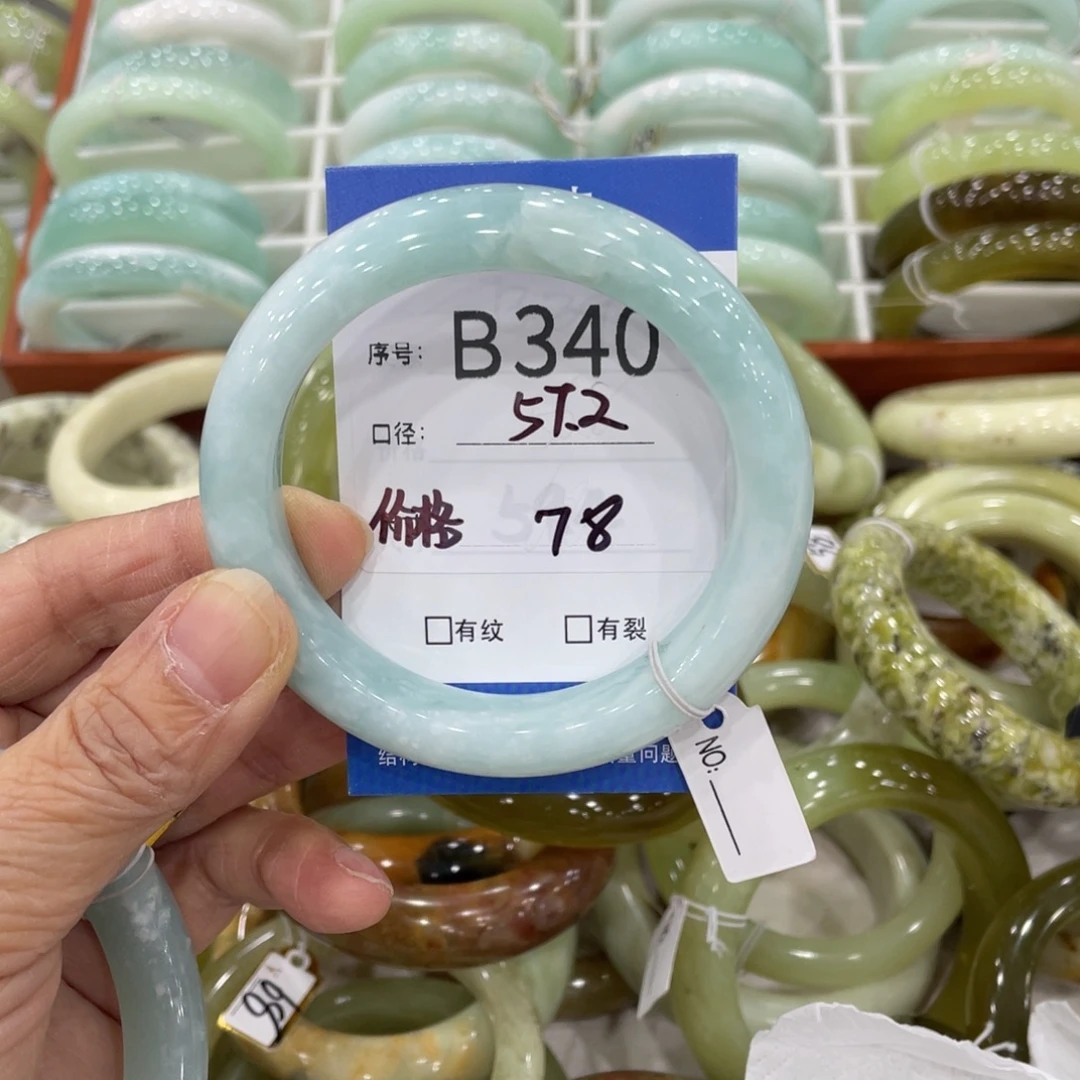 序号: B340
口径: 57.2
价格 78
□有纹 □有裂
NO: